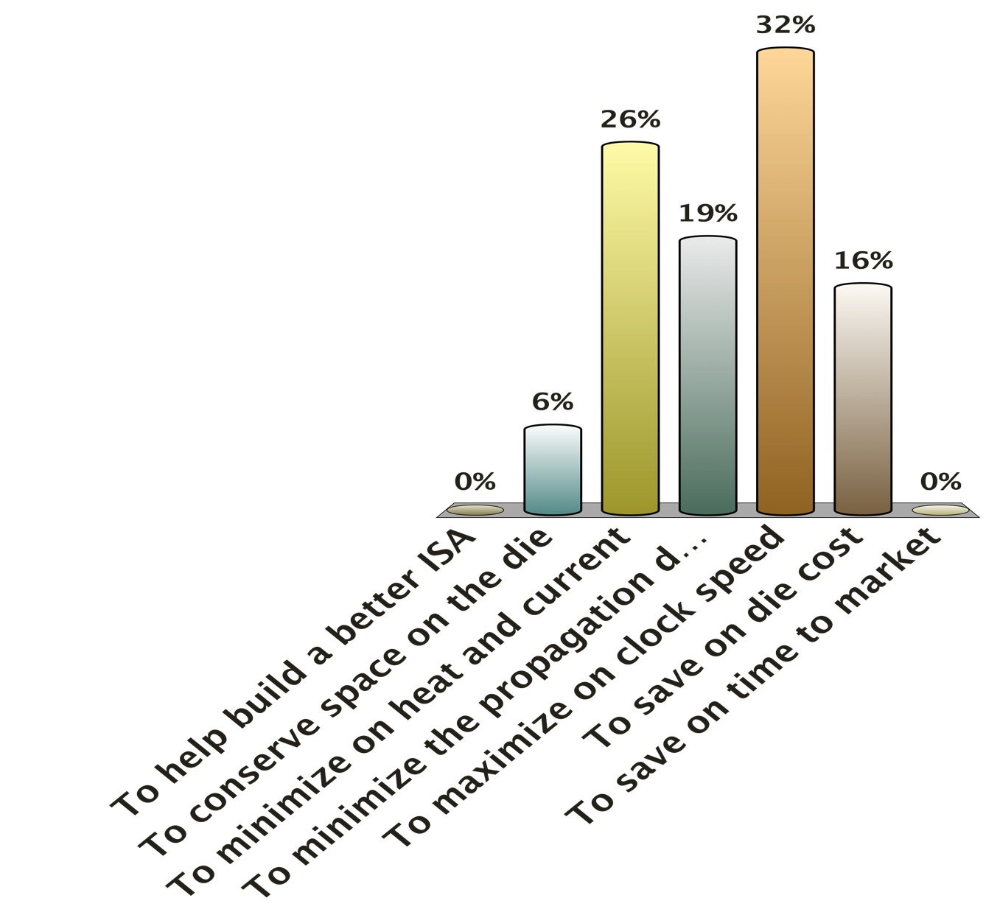 32%
26%
19%
16%
6%
0%
0%
To help build a better ISA
To conserve space on the die
To minimize on heat and current
To minimize the propagation d...
To maximize on clock speed
To save on die cost
To save on time to market